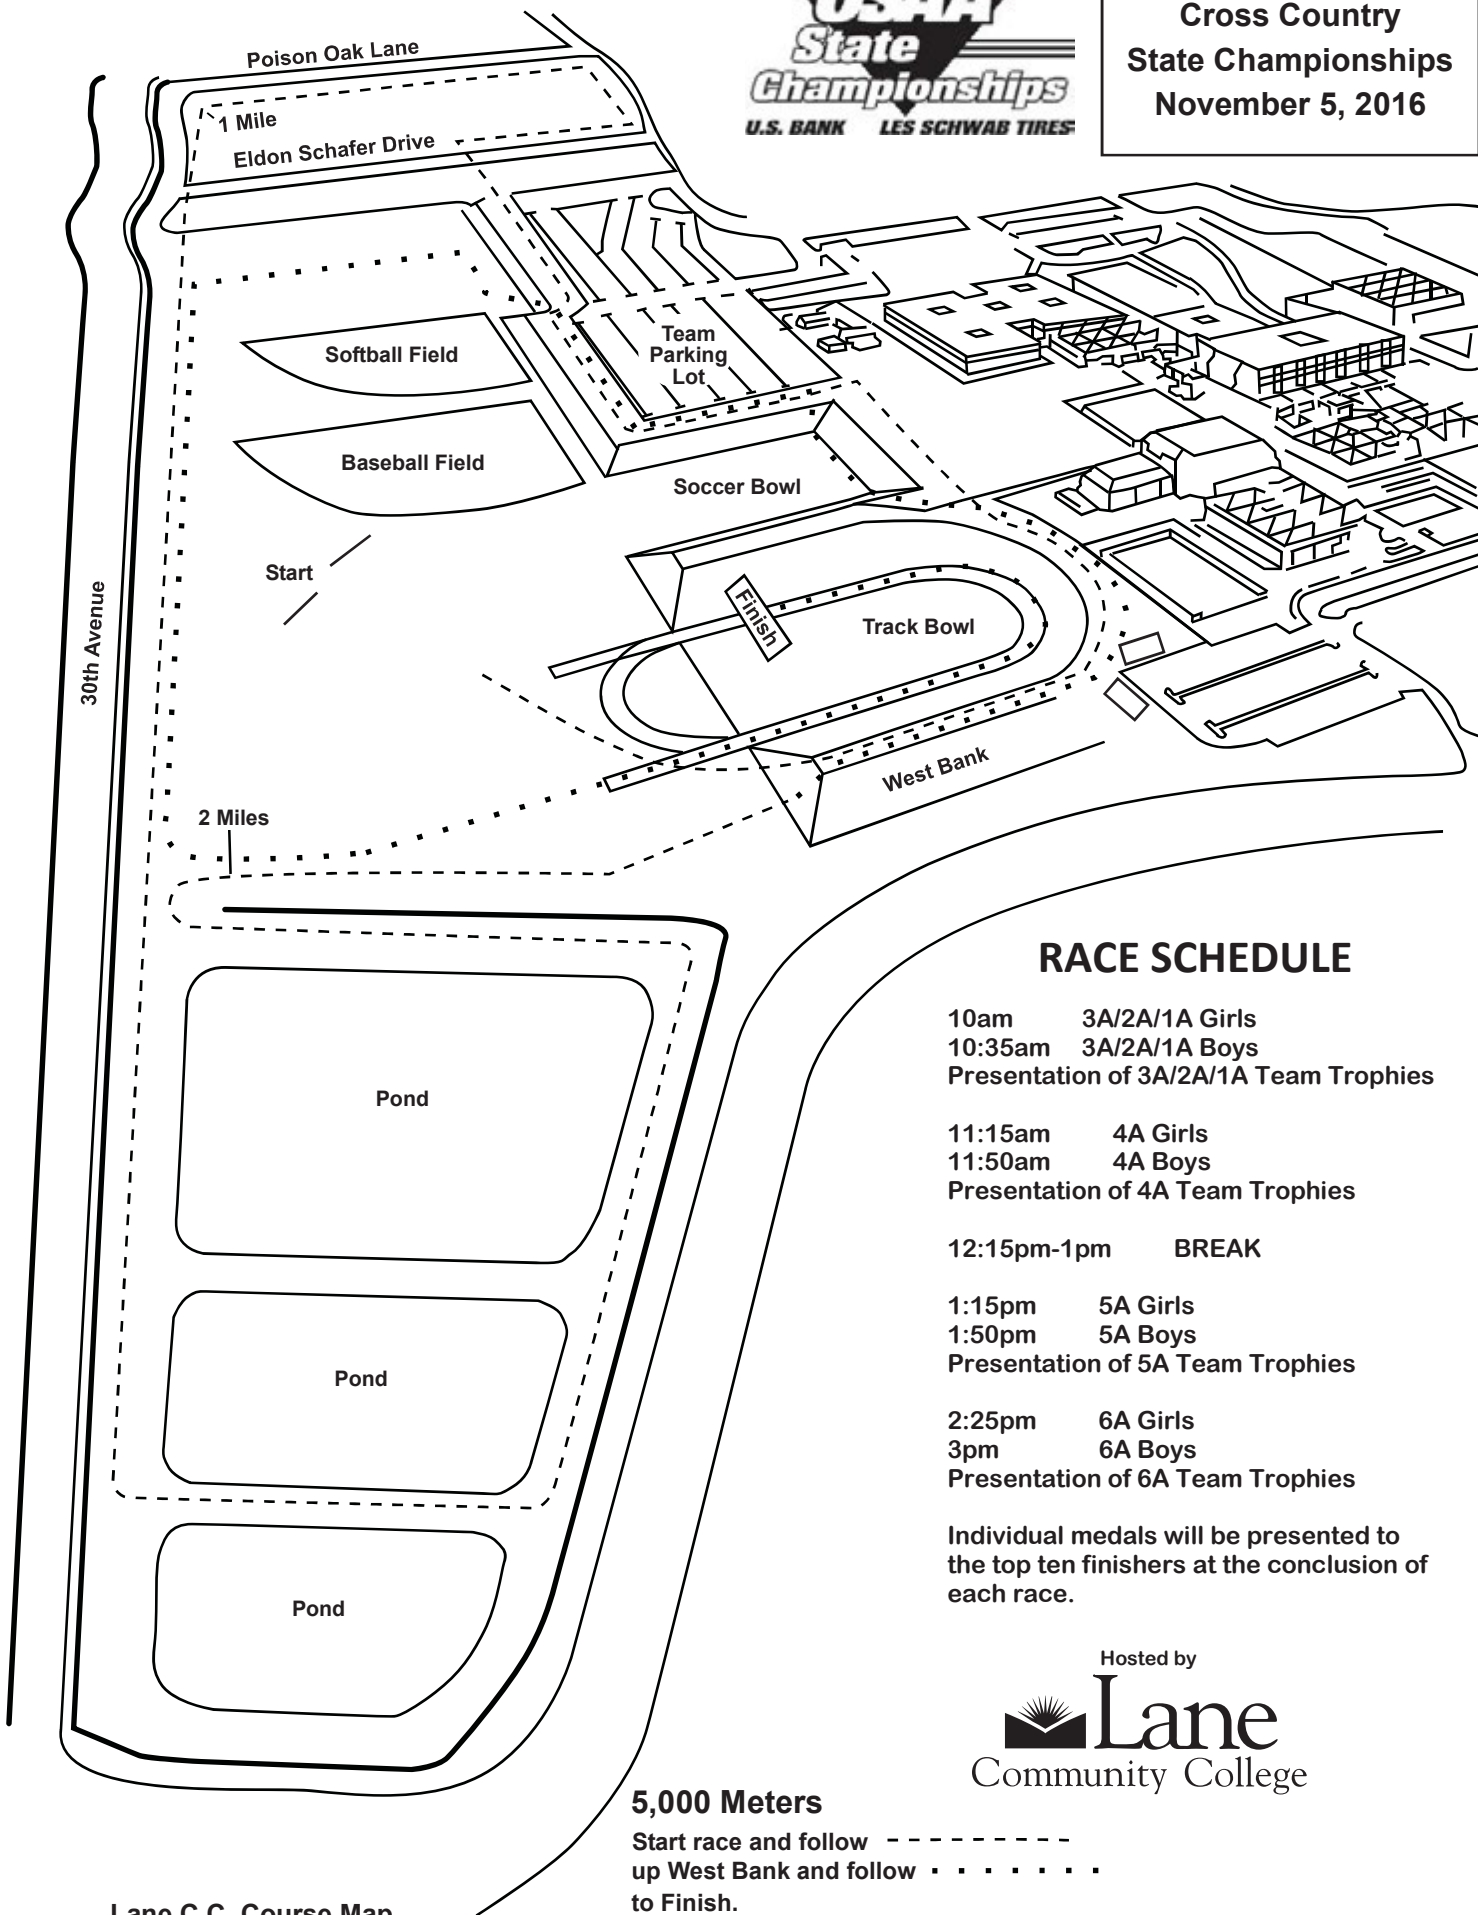 OSAA
State
Championships
U.S. BANK LES SCHWAB TIRES
Cross Country
State Championships
November 5, 2016
Poison Oak Lane
1 Mile
Eldon Schafer Drive
Softball Field
Team
Parking
Lot
Baseball Field
Soccer Bowl
Start
30th Avenue
Finish
Track Bowl
West Bank
2 Miles
Pond
Pond
Pond
RACE SCHEDULE
10am 3A/2A/1A Girls
10:35am 3A/2A/1A Boys
Presentation of 3A/2A/1A Team Trophies
11:15am 4A Girls
11:50am 4A Boys
Presentation of 4A Team Trophies
12:15pm-1pm BREAK
1:15pm 5A Girls
1:50pm 5A Boys
Presentation of 5A Team Trophies
2:25pm 6A Girls
3pm 6A Boys
Presentation of 6A Team Trophies
Individual medals will be presented to
the top ten finishers at the conclusion of
each race.
Hosted by
Lane
Community College
5,000 Meters
Start race and follow
up West Bank and follow
to Finish.
Lane C.C. Course Map